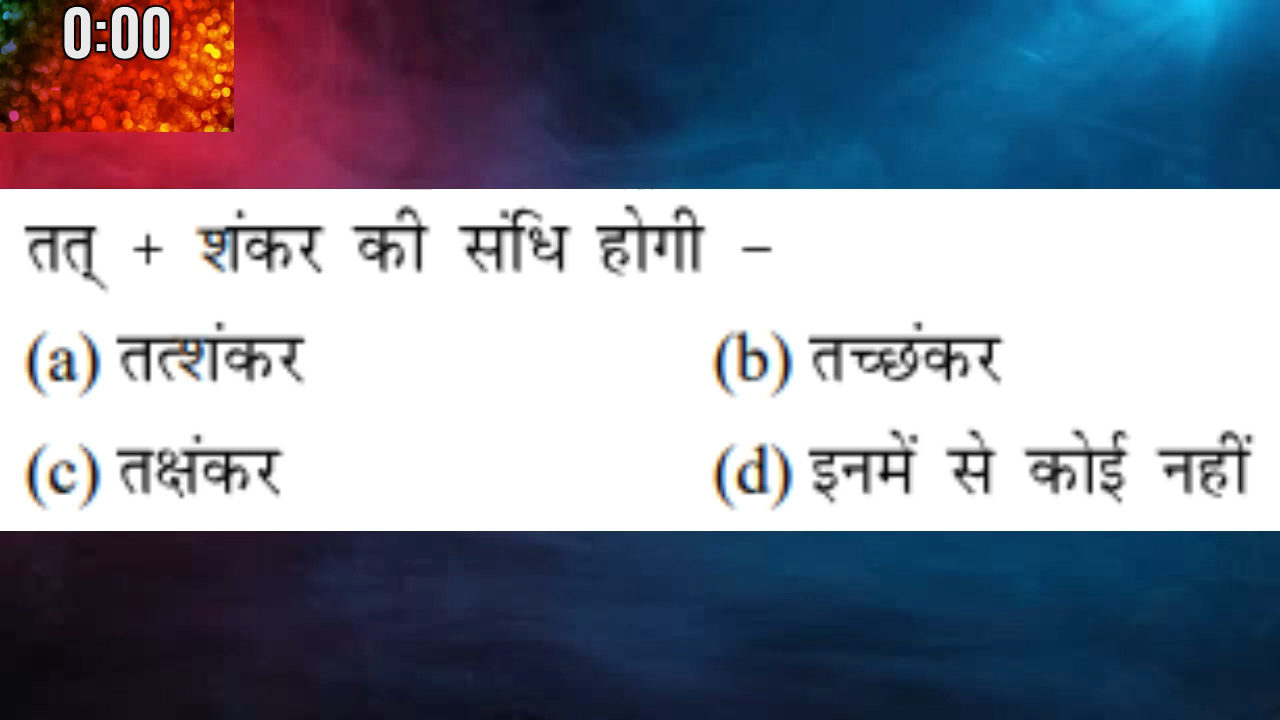 0:00
तत् + शंकर की संधि होगी –
(a) तत्शंकर (b) तच्छंकर
(c) तक्षंकर (d) इनमें से कोई नहीं